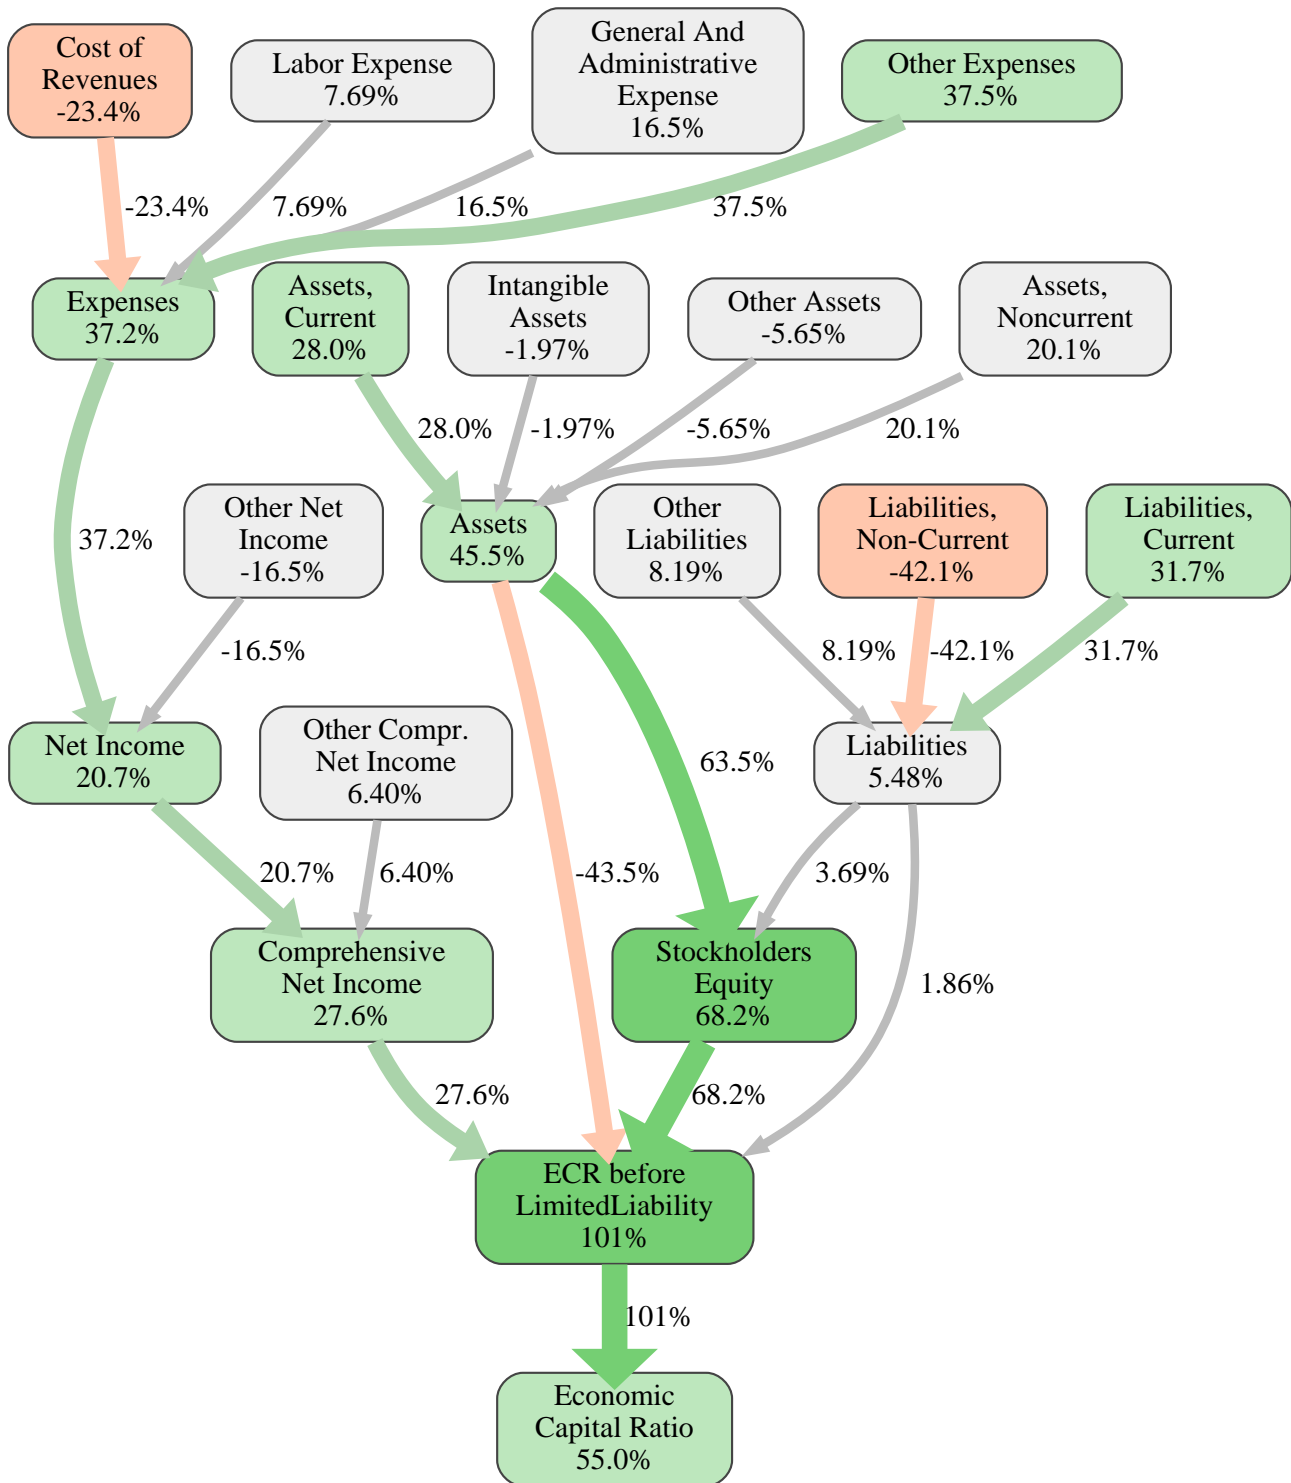 Cost of
Revenues
-23.4%
Labor Expense
7.69%
General And
Administrative
Expense
16.5%
Other Expenses
37.5%
-23.4%
7.69%
16.5%
37.5%
Expenses
37.2%
Assets,
Current
28.0%
Intangible
Assets
-1.97%
Other Assets
-5.65%
Assets,
Noncurrent
20.1%
28.0%
-1.97%
-5.65%
20.1%
37.2%
Other Net
Income
-16.5%
Assets
45.5%
Other
Liabilities
8.19%
Liabilities,
Non-Current
-42.1%
Liabilities,
Current
31.7%
-16.5%
8.19%
-42.1%
31.7%
Net Income
20.7%
Other Compr.
Net Income
6.40%
63.5%
Liabilities
5.48%
20.7%
6.40%
-43.5%
3.69%
Comprehensive
Net Income
27.6%
Stockholders
Equity
68.2%
1.86%
27.6%
68.2%
ECR before
LimitedLiability
101%
101%
Economic
Capital Ratio
55.0%